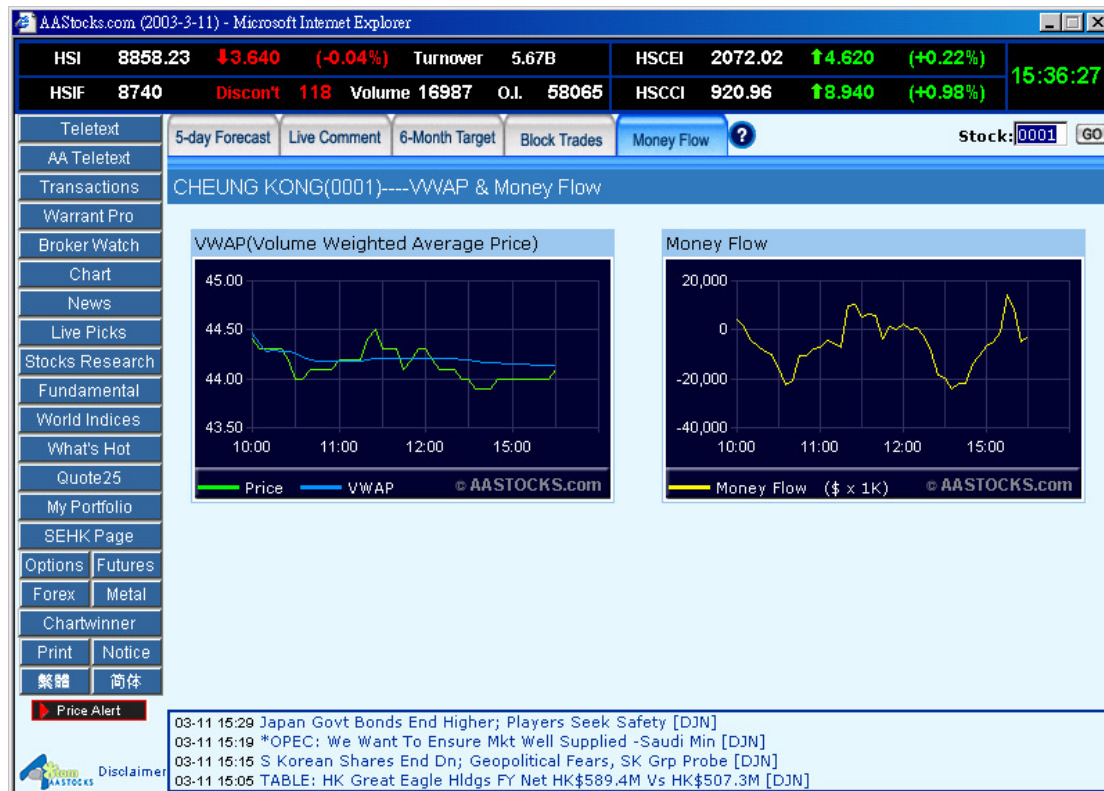 AAStocks.com (2003-3-11) - Microsoft Internet Explorer
HSI 8858.23 ⬇3.640 (-0.04%) Turnover 5.67B HSCEI 2072.02 ⬆4.620 (+0.22%)
15:36:27
HSIF 8740 Discon't 118 Volume 16987 O.I. 58065 HSCCI 920.96 ⬆8.940 (+0.98%)
5-day Forecast Live Comment 6-Month Target Block Trades Money Flow ? Stock: 0001 GO
CHEUNG KONG(0001)----VWAP & Money Flow
Teletext
AA Teletext
Transactions
Warrant Pro
Broker Watch
Chart
News
Live Picks
Stocks Research
Fundamental
World Indices
What's Hot
Quote25
My Portfolio
SEHK Page
Options Futures
Forex Metal
Chartwinner
Print Notice
繁體 简体
Price Alert
Atom
AASTOCKS
Disclaimer
VWAP(Volume Weighted Average Price)
45.00
44.50
44.00
43.50
10:00 11:00 12:00 15:00
Price VWAP © AASTOCKS.com
Money Flow
20,000
0
-20,000
-40,000
10:00 11:00 12:00 15:00
Money Flow ($ x 1K) © AASTOCKS.com
03-11 15:29 Japan Govt Bonds End Higher; Players Seek Safety [DJN]
03-11 15:19 *OPEC: We Want To Ensure Mkt Well Supplied -Saudi Min [DJN]
03-11 15:15 S Korean Shares End Dn; Geopolitical Fears, SK Grp Probe [DJN]
03-11 15:05 TABLE: HK Great Eagle Hldgs FY Net HK$589.4M Vs HK$507.3M [DJN]